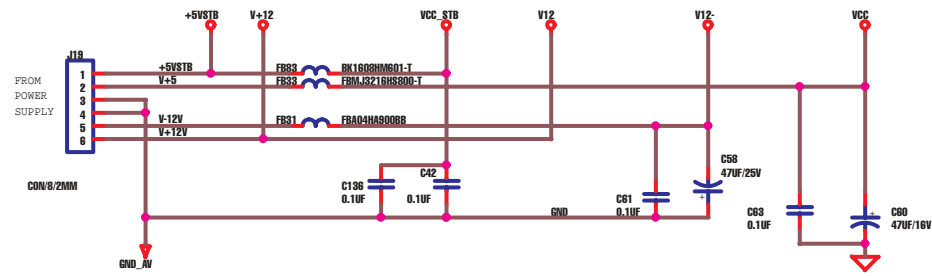 +5VSTB V+12 VCC_STB V12 V12- VCC
J19
FROM
POWER
SUPPLY
1 +5VSTB FB83 BK1608HM601-T
2 V+5 FB33 FBMJ3216HS800-T
3
4
5 V-12V FB31 FBA04HA900BB
6 V+12V
CON/8/2MM
C136
0.1UF
C42
0.1UF
C61
0.1UF
C58
47UF/25V
+
GND
C63
0.1UF
C60
47UF/16V
+
GND_AV